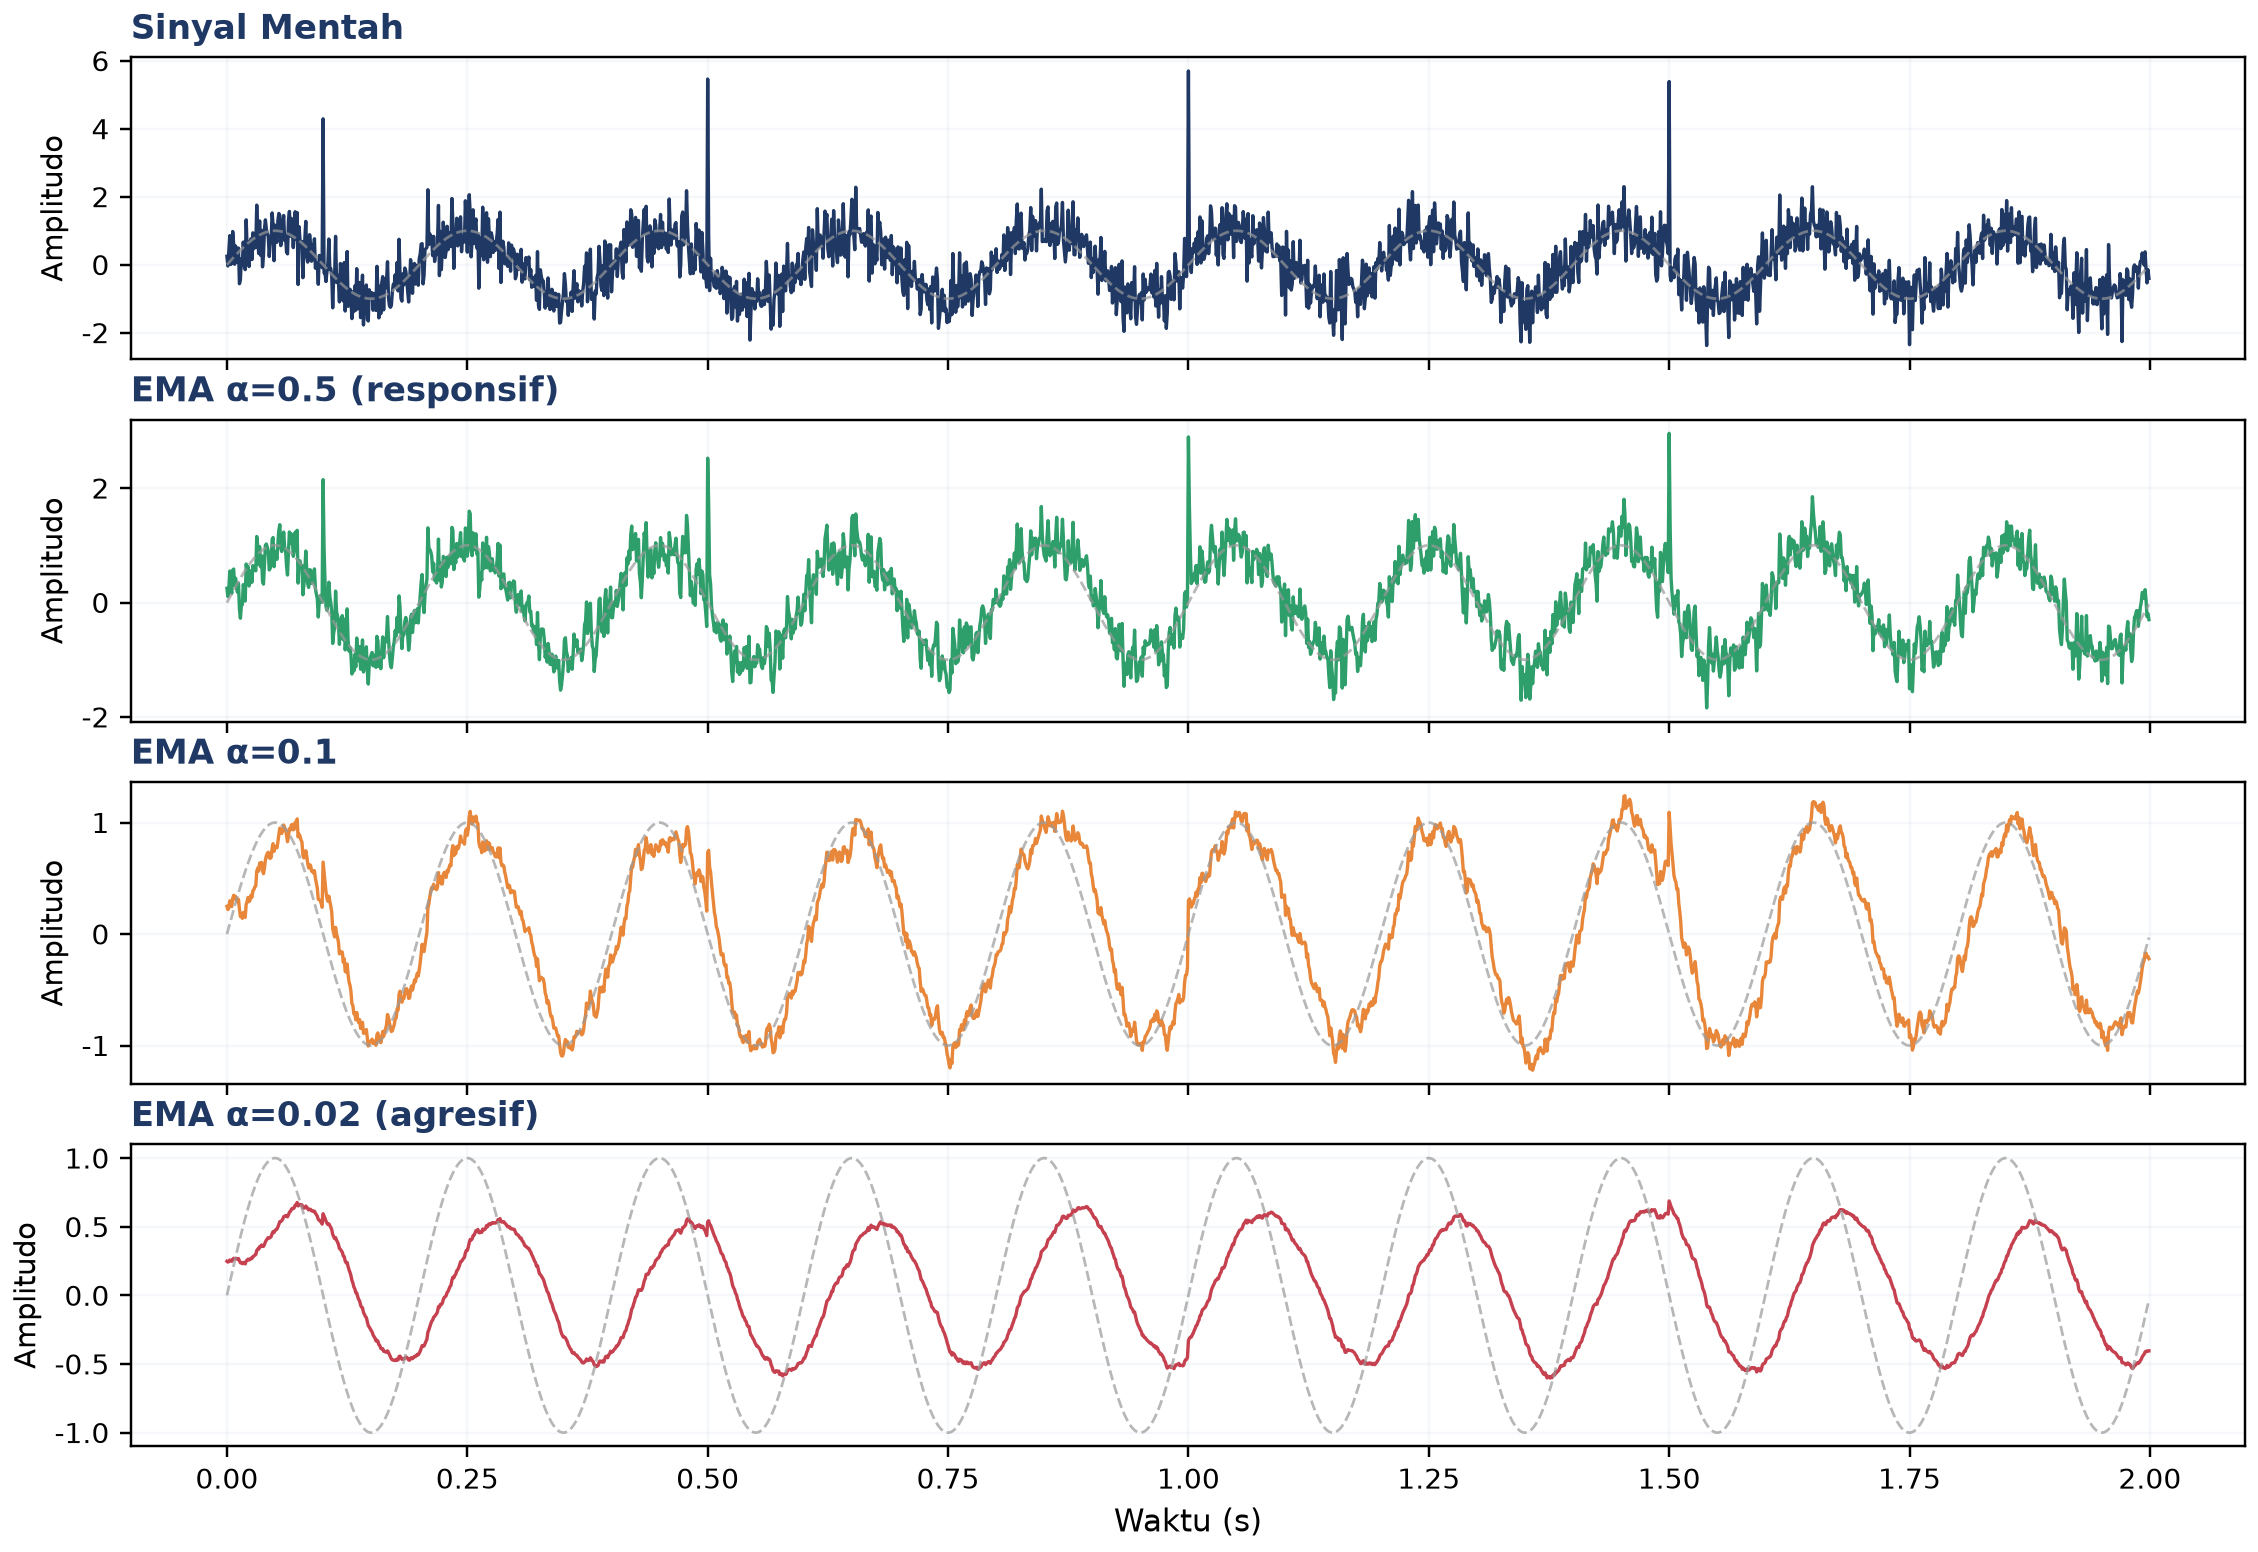 Sinyal Mentah
6
4
2
0
-2
Amplitudo
EMA α=0.5 (responsif)
2
0
-2
Amplitudo
EMA α=0.1
1
0
-1
Amplitudo
EMA α=0.02 (agresif)
1.0
0.5
0.0
-0.5
-1.0
Amplitudo
0.00 0.25 0.50 0.75 1.00 1.25 1.50 1.75 2.00
Waktu (s)